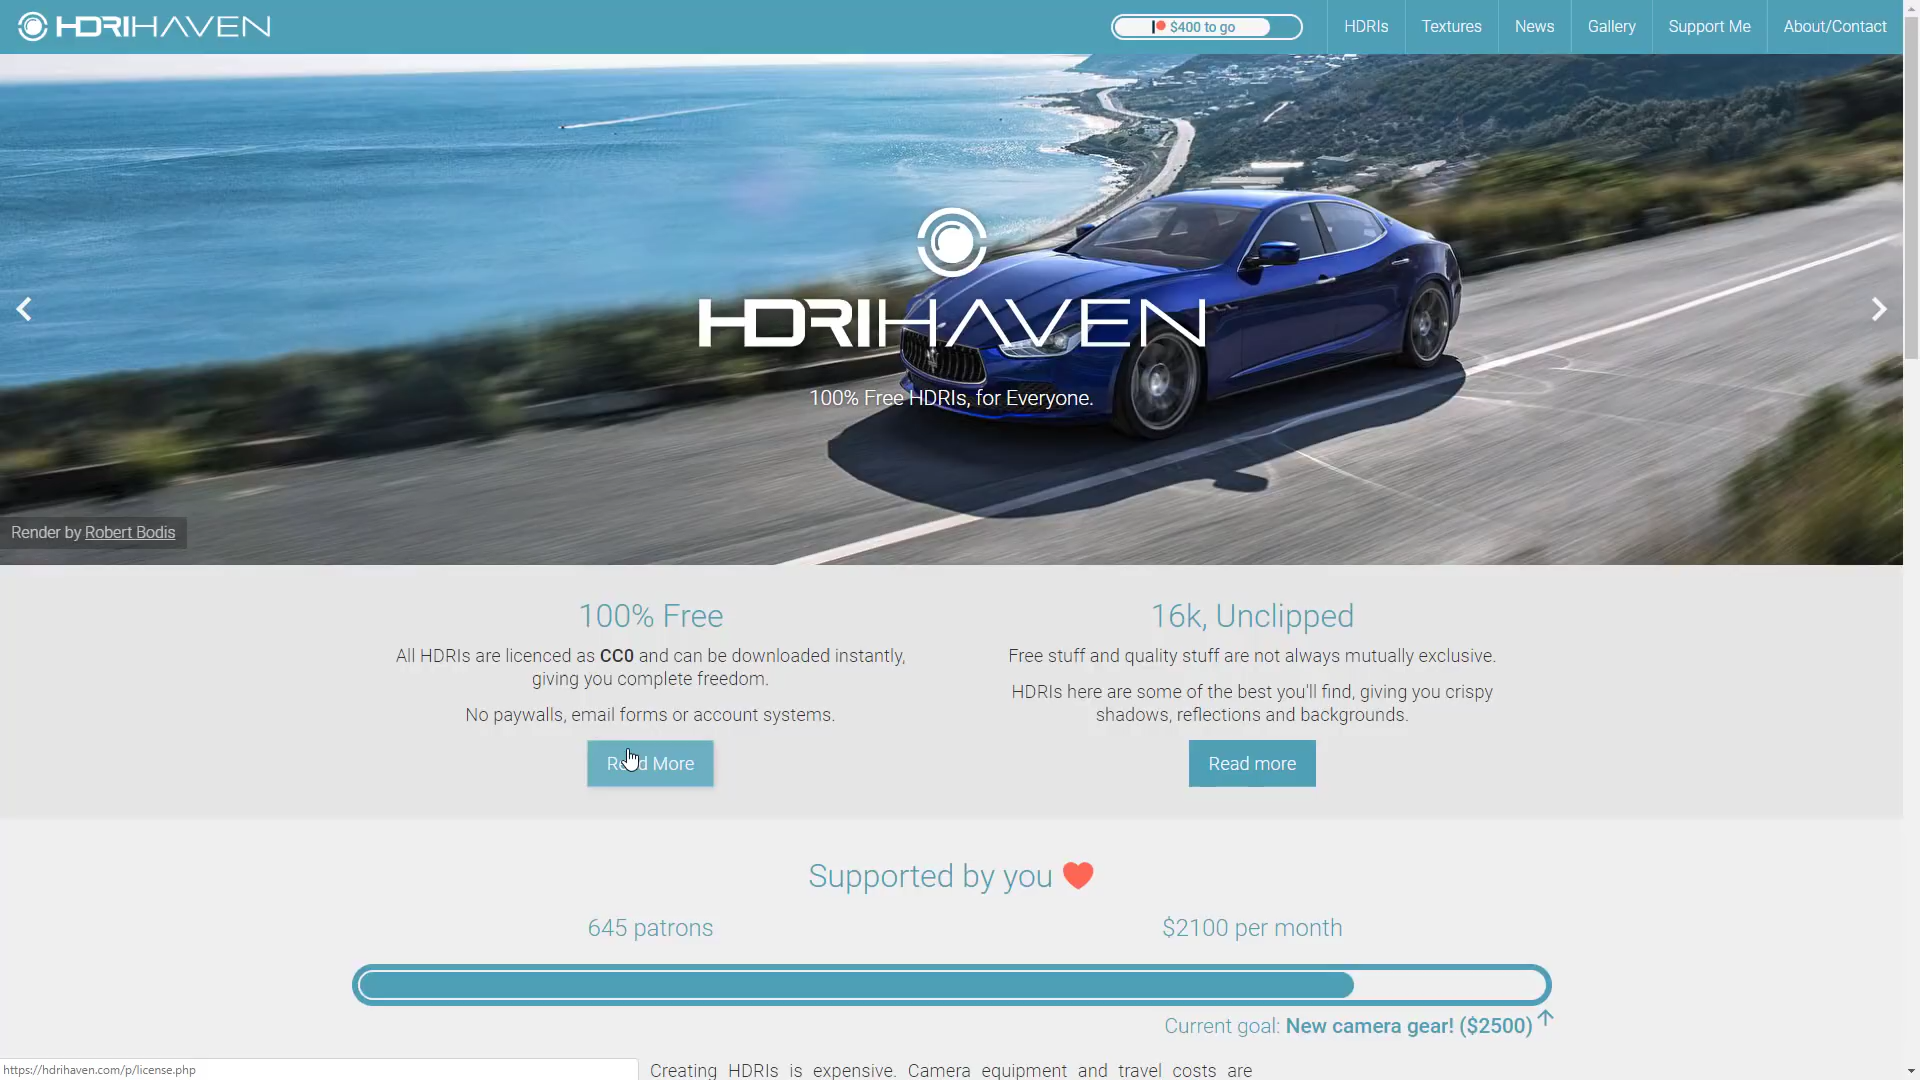 HDRIHAVEN
$400 to go
HDRIs
Textures
News
Gallery
Support Me
About/Contact
HDRIHAVEN
100% Free HDRIs, for Everyone.
Render by Robert Bodis
100% Free
All HDRIs are licenced as CC0 and can be downloaded instantly,
giving you complete freedom.
No paywalls, email forms or account systems.
Read More
16k, Unclipped
Free stuff and quality stuff are not always mutually exclusive.
HDRIs here are some of the best you'll find, giving you crispy
shadows, reflections and backgrounds.
Read more
Supported by you
645 patrons
$2100 per month
Current goal: New camera gear! ($2500)
Creating HDRIs is expensive. Camera equipment and travel costs are
https://hdrihaven.com/p/license.php